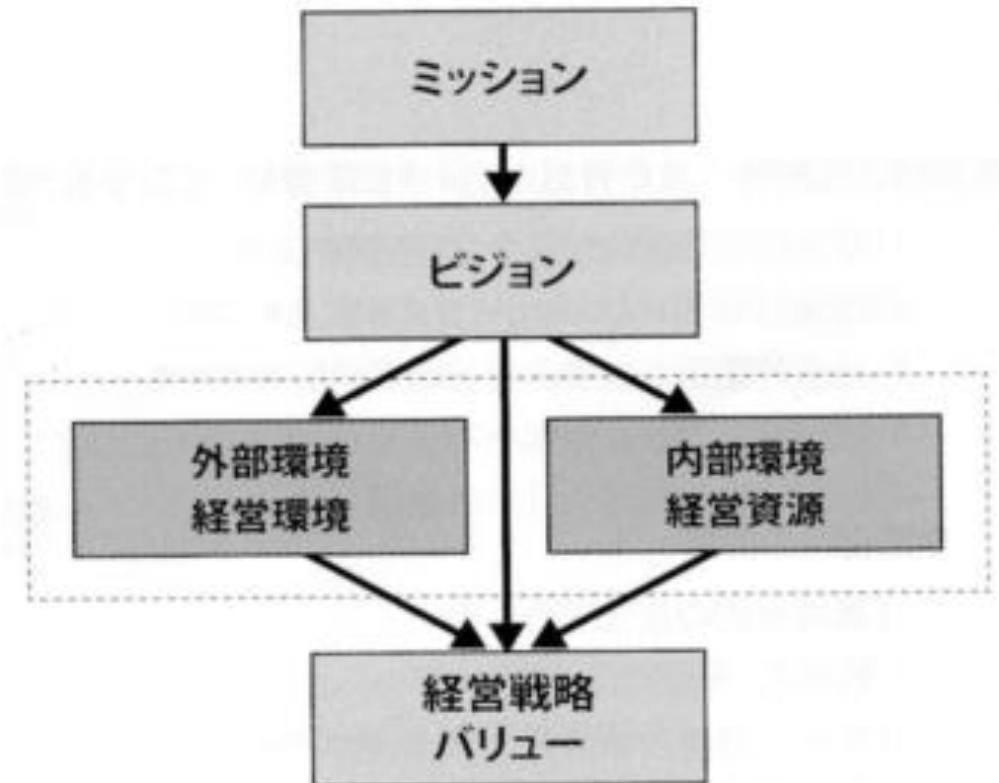 ミッション
ビジョン
外部環境
経営環境
内部環境
経営資源
経営戦略
バリュー